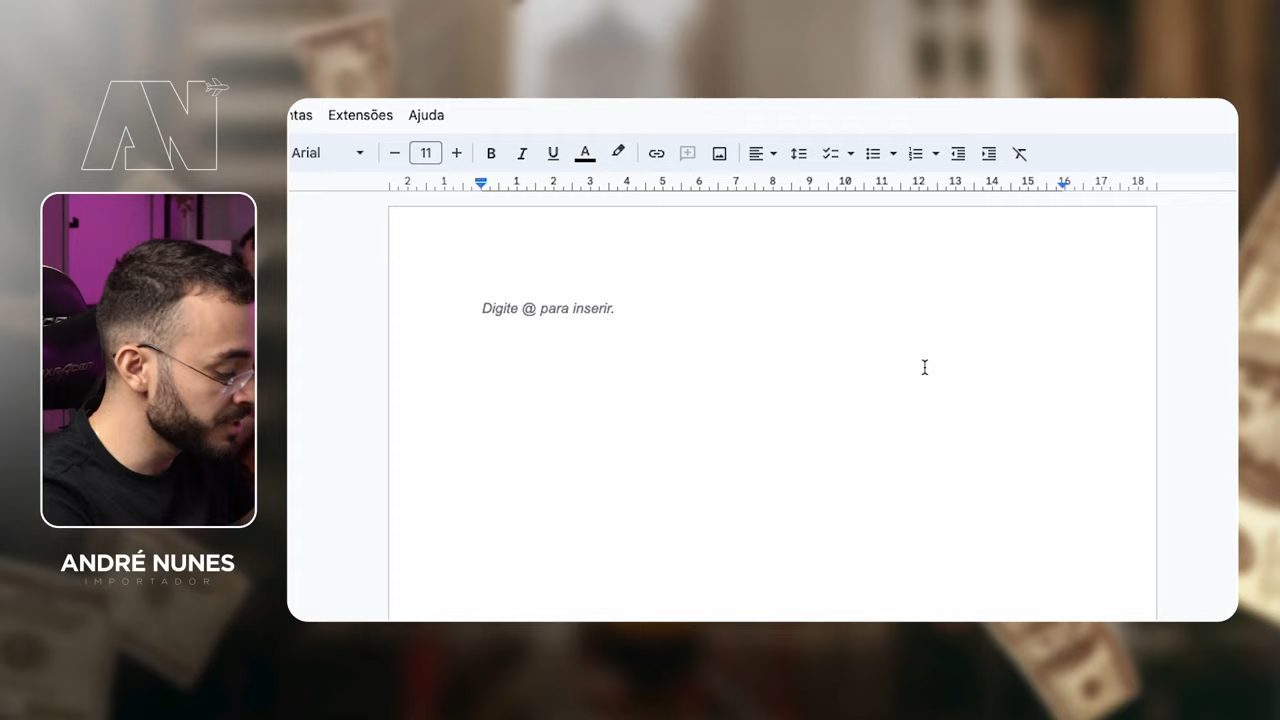 AN
ntas Extensões Ajuda
Arial 11 B I U A
2 1 1 2 3 4 5 6 7 8 9 10 11 12 13 14 15 16 17 18
Digite @ para inserir.
ANDRÉ NUNES
IMPORTADOR